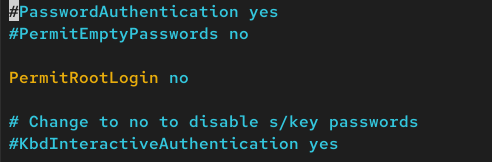 #PasswordAuthentication yes
#PermitEmptyPasswords no
PermitRootLogin no
# Change to no to disable s/key passwords
#KbdInteractiveAuthentication yes